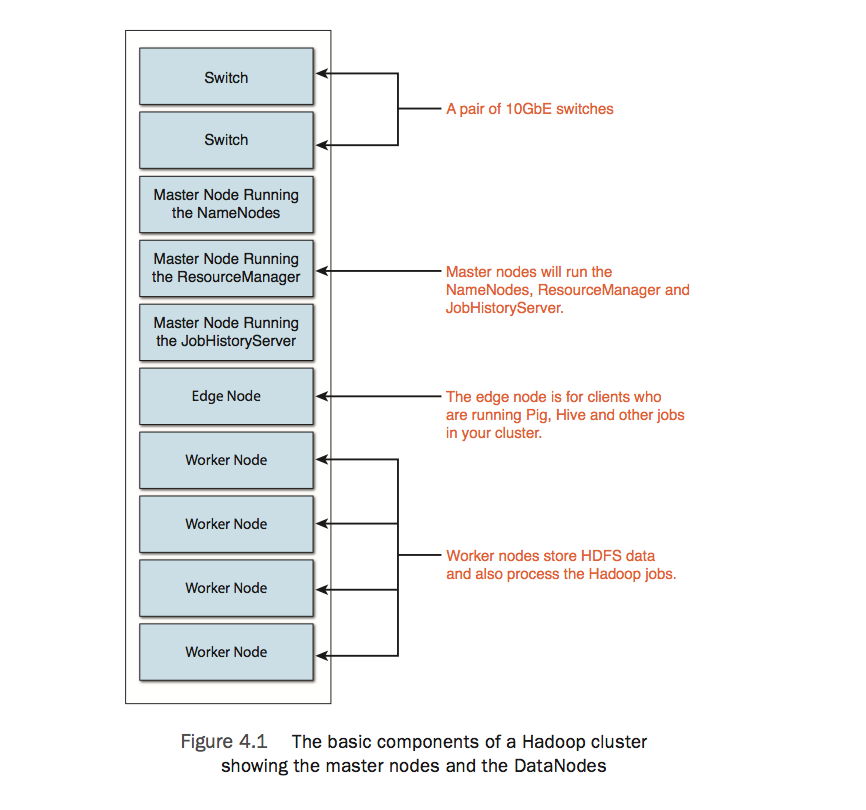 Switch
A pair of 10GbE switches
Switch
Master Node Running
the NameNodes
Master Node Running
the ResourceManager
Master nodes will run the
NameNodes, ResourceManager and
JobHistoryServer.
Master Node Running
the JobHistoryServer
Edge Node
The edge node is for clients who
are running Pig, Hive and other jobs
in your cluster.
Worker Node
Worker Node
Worker nodes store HDFS data
and also process the Hadoop jobs.
Worker Node
Worker Node
Figure 4.1 The basic components of a Hadoop cluster
showing the master nodes and the DataNodes